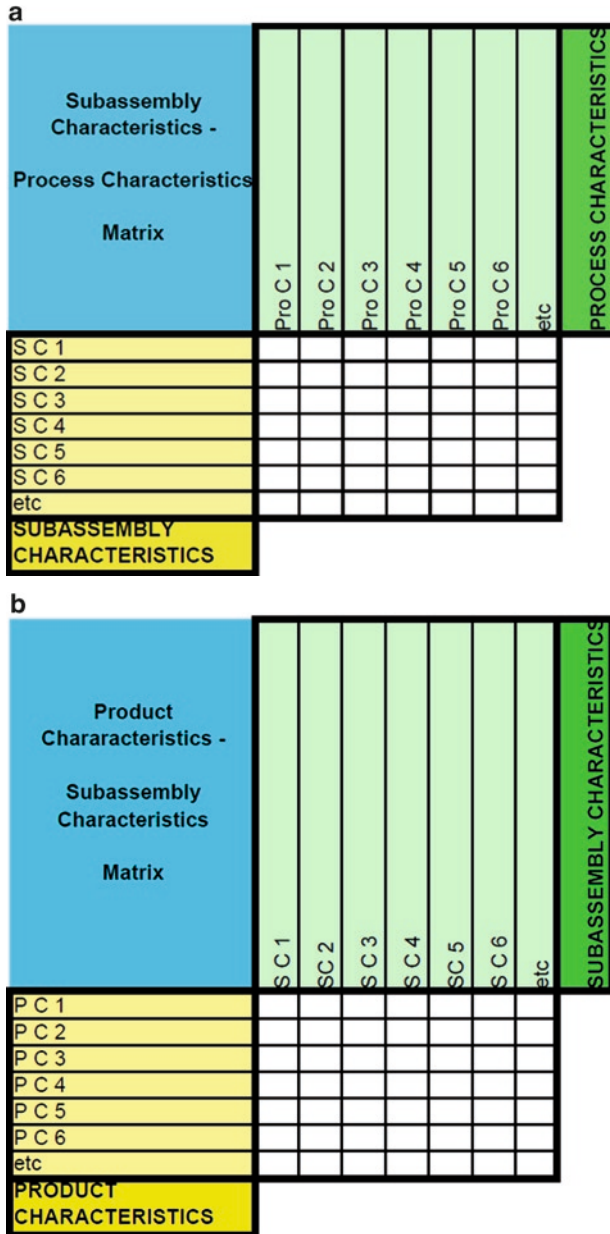 a
Subassembly
Characteristics -
Process Characteristics
Matrix
Pro C 1
Pro C 2
Pro C 3
Pro C 4
Pro C 5
Pro C 6
etc
PROCESS CHARACTERISTICS
S C 1
S C 2
S C 3
S C 4
S C 5
S C 6
etc
SUBASSEMBLY
CHARACTERISTICS
b
Product
Chararacteristics -
Subassembly
Characteristics
Matrix
S C 1
SC 2
S C 3
S C 4
SC 5
S C 6
etc
SUBASSEMBLY CHARACTERISTICS
P C 1
P C 2
P C 3
P C 4
P C 5
P C 6
etc
PRODUCT
CHARACTERISTICS